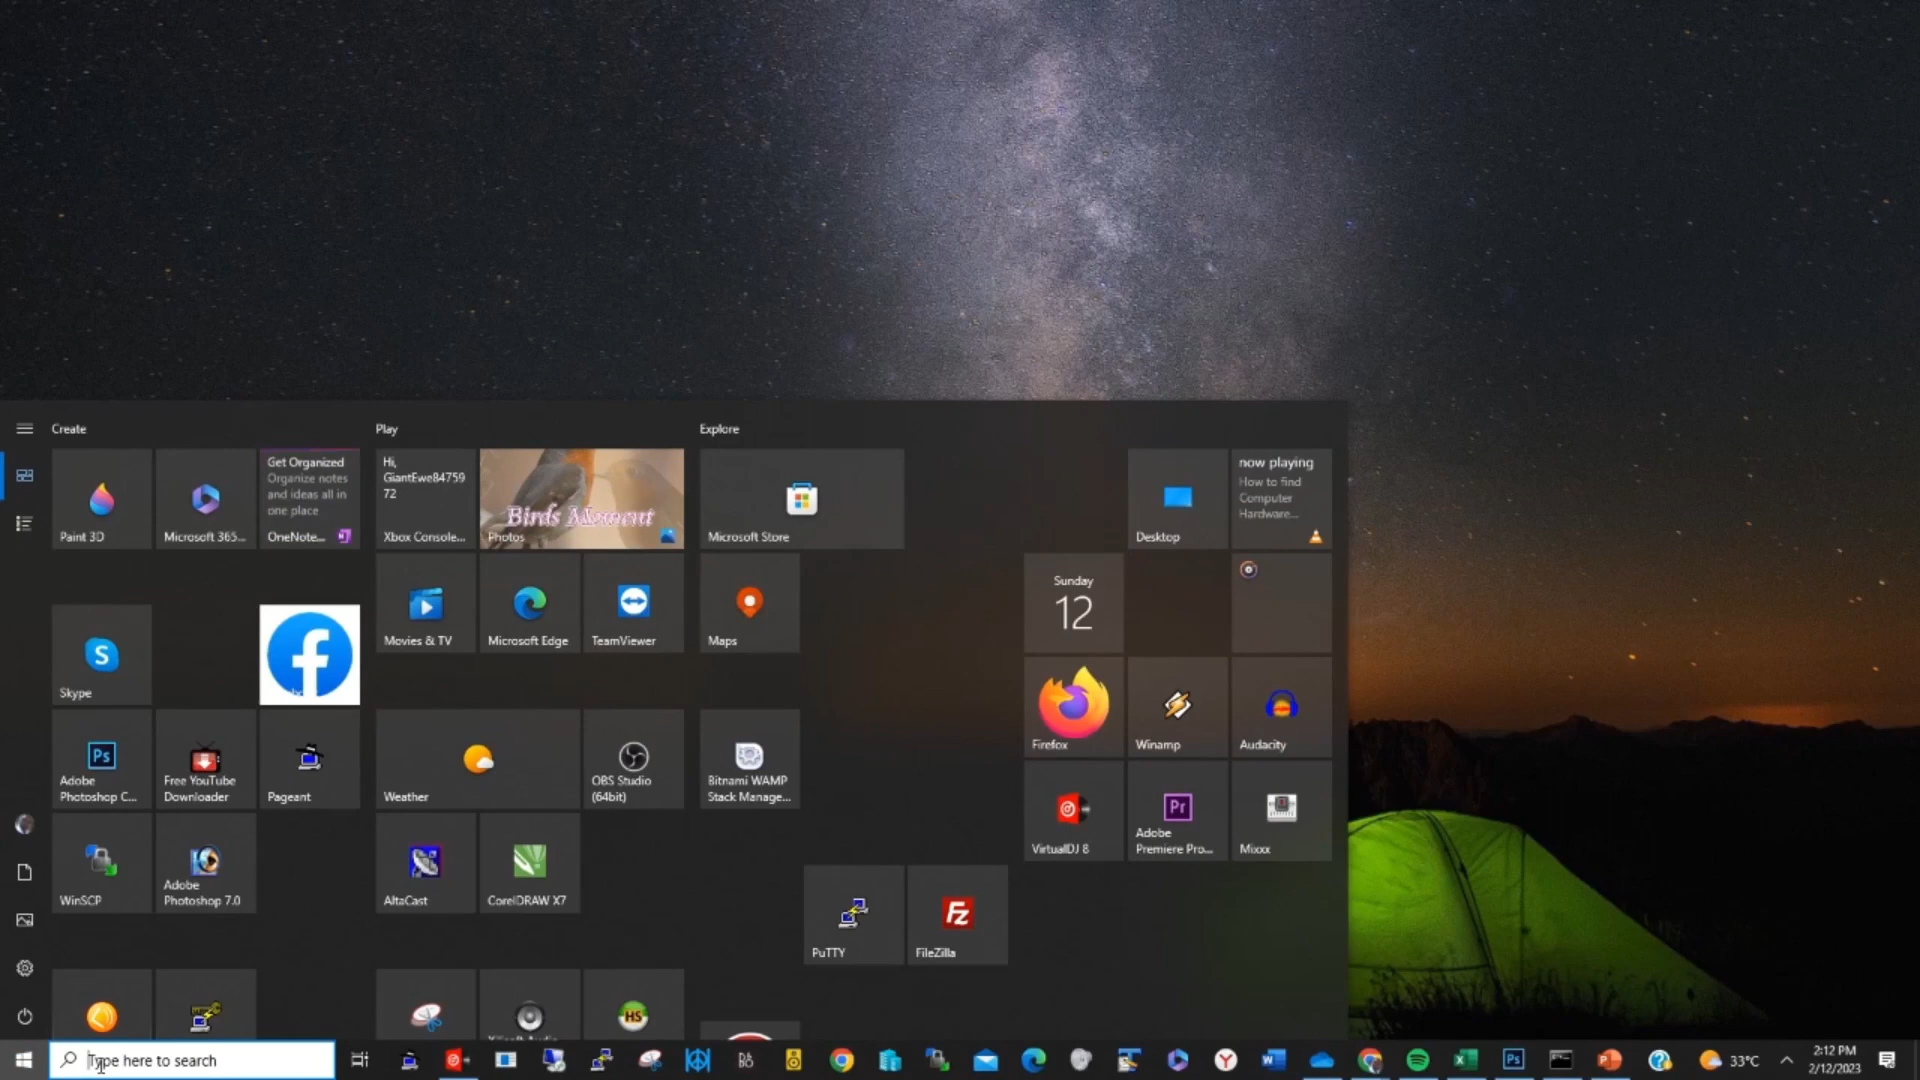 Create
Play
Explore
Get Organized
Organize notes
and ideas all in
one place
Paint 3D
Microsoft 365...
OneNote...
Hi,
GiantEwe84759
72
Xbox Console...
Birds Moment
Photos
Microsoft Store
Desktop
now playing
How to find
Computer
Hardware...
Movies & TV
Microsoft Edge
TeamViewer
Maps
Sunday
12
Skype
Firefox
Winamp
Audacity
Adobe
Photoshop C...
Free YouTube
Downloader
Pageant
Weather
OBS Studio
(64bit)
Bitnami WAMP
Stack Manage...
VirtualDJ 8
Adobe
Premiere Pro...
Mixxx
WinSCP
Adobe
Photoshop 7.0
AltaCast
CorelDRAW X7
PuTTY
FileZilla
HS
Type here to search
33°C
2:12 PM
2/12/2023